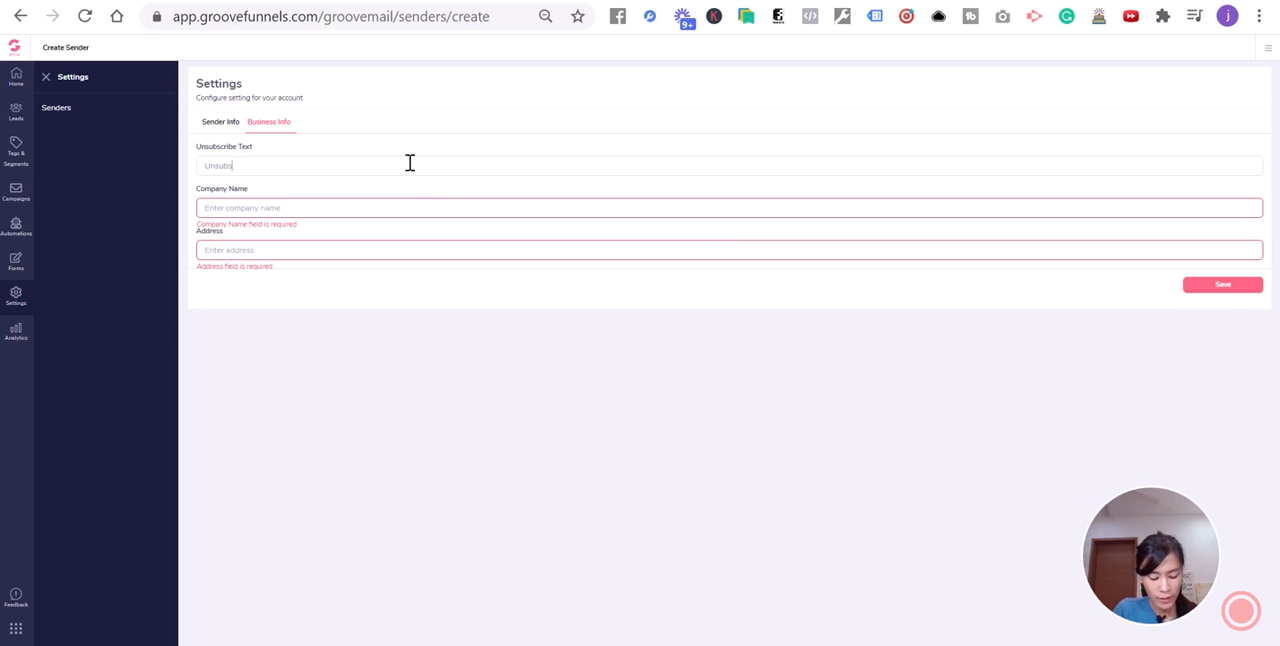 app.groovefunnels.com/groovemail/senders/create
9+
Create Sender
Home
Leads
Tags &
Segments
Campaigns
Automations
Forms
Settings
Analytics
Feedback
Settings
Senders
Settings
Configure setting for your account
Sender Info Business Info
Unsubscribe Text
Unsubs
Company Name
Enter company name
Company Name field is required
Address
Enter address
Address field is required
Save